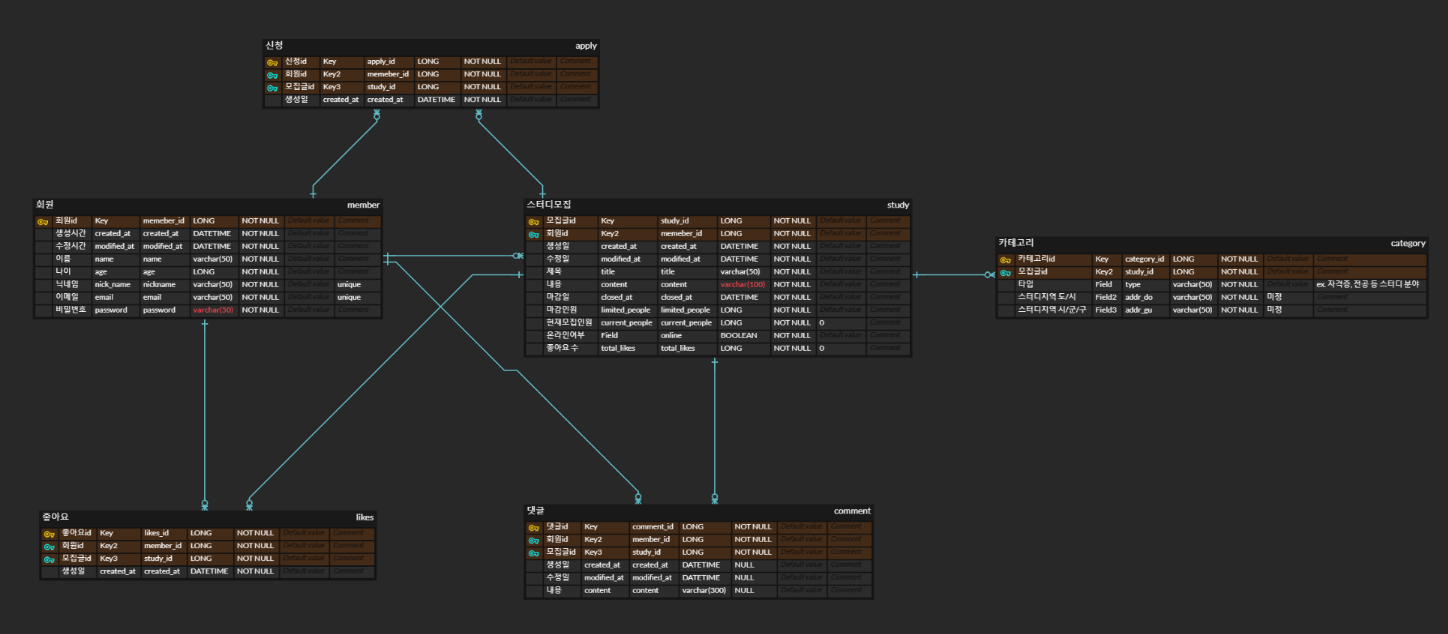 신청 apply
신청id Key apply_id LONG NOT NULL Default value Comment
회원id Key2 memeber_id LONG NOT NULL Default value Comment
모집글id Key3 study_id LONG NOT NULL Default value Comment
생성일 created_at created_at DATETIME NOT NULL Default value Comment
회원 member
회원id Key memeber_id LONG NOT NULL Default value Comment
생성시간 created_at created_at DATETIME NOT NULL Default value Comment
수정시간 modified_at modified_at DATETIME NOT NULL Default value Comment
이름 name name varchar(50) NOT NULL Default value Comment
나이 age age LONG NOT NULL Default value Comment
닉네임 nick_name nickname varchar(50) NOT NULL Default value unique
이메일 email email varchar(50) NOT NULL Default value unique
비밀번호 password password varchar(50) NOT NULL Default value Comment
스터디모집 study
모집글id Key study_id LONG NOT NULL Default value Comment
회원id Key2 memeber_id LONG NOT NULL Default value Comment
생성일 created_at created_at DATETIME NOT NULL Default value Comment
수정일 modified_at modified_at DATETIME NOT NULL Default value Comment
제목 title title varchar(50) NOT NULL Default value Comment
내용 content content varchar(100) NOT NULL Default value Comment
마감일 closed_at closed_at DATETIME NOT NULL Default value Comment
마감인원 limited_people limited_people LONG NOT NULL Default value Comment
현재모집인원 current_people current_people LONG NOT NULL 0 Comment
온라인여부 Field online BOOLEAN NOT NULL Default value Comment
좋아요 수 total_likes total_likes LONG NOT NULL 0 Comment
카테고리 category
카테고리id Key category_id LONG NOT NULL Default value Comment
모집글id Key2 study_id LONG NOT NULL Default value Comment
타입 Field type varchar(50) NOT NULL Default value ex. 자격증, 전공 등 스터디 분야
스터디지역 도/시 Field2 addr_do varchar(50) NOT NULL 미정 Comment
스터디지역 시/군/구 Field3 addr_gu varchar(50) NOT NULL 미정 Comment
좋아요 likes
좋아요id Key likes_id LONG NOT NULL Default value Comment
회원id Key2 member_id LONG NOT NULL Default value Comment
모집글id Key3 study_id LONG NOT NULL Default value Comment
생성일 created_at created_at DATETIME NOT NULL Default value Comment
댓글 comment
댓글id Key comment_id LONG NOT NULL Default value Comment
회원id Key2 member_id LONG NOT NULL Default value Comment
모집글id Key3 study_id LONG NOT NULL Default value Comment
생성일 created_at created_at DATETIME NULL Default value Comment
수정일 modified_at modified_at DATETIME NULL Default value Comment
내용 content content varchar(300) NULL Default value Comment